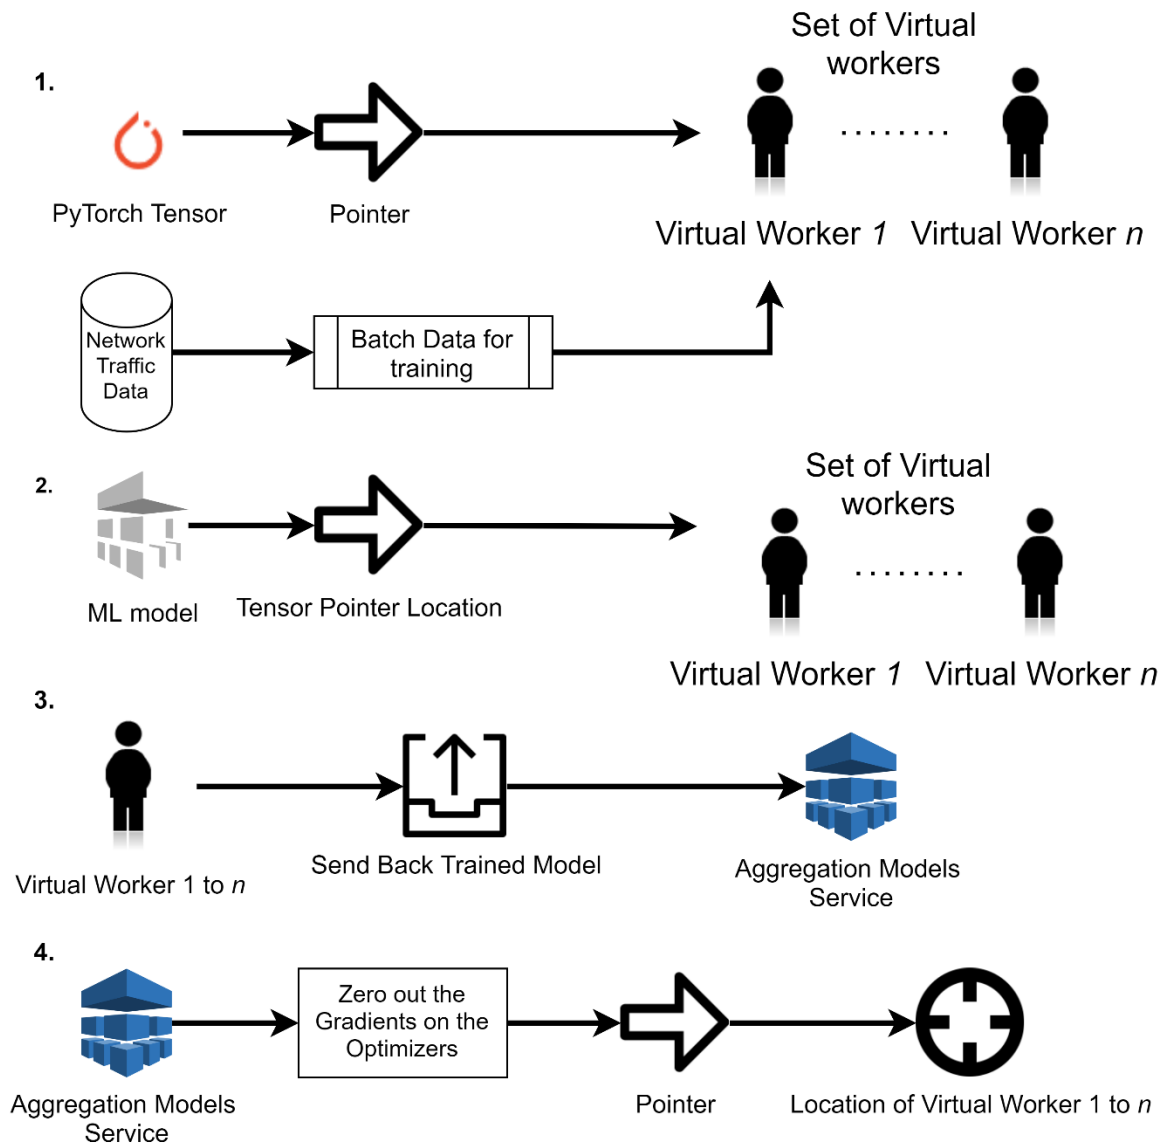 1.
Set of Virtual
workers
PyTorch Tensor
Pointer
Virtual Worker 1
Virtual Worker n
Network
Traffic
Data
Batch Data for
training
2.
Set of Virtual
workers
ML model
Tensor Pointer Location
Virtual Worker 1
Virtual Worker n
3.
Virtual Worker 1 to n
Send Back Trained Model
Aggregation Models
Service
4.
Zero out the
Gradients on the
Optimizers
Aggregation Models
Service
Pointer
Location of Virtual Worker 1 to n